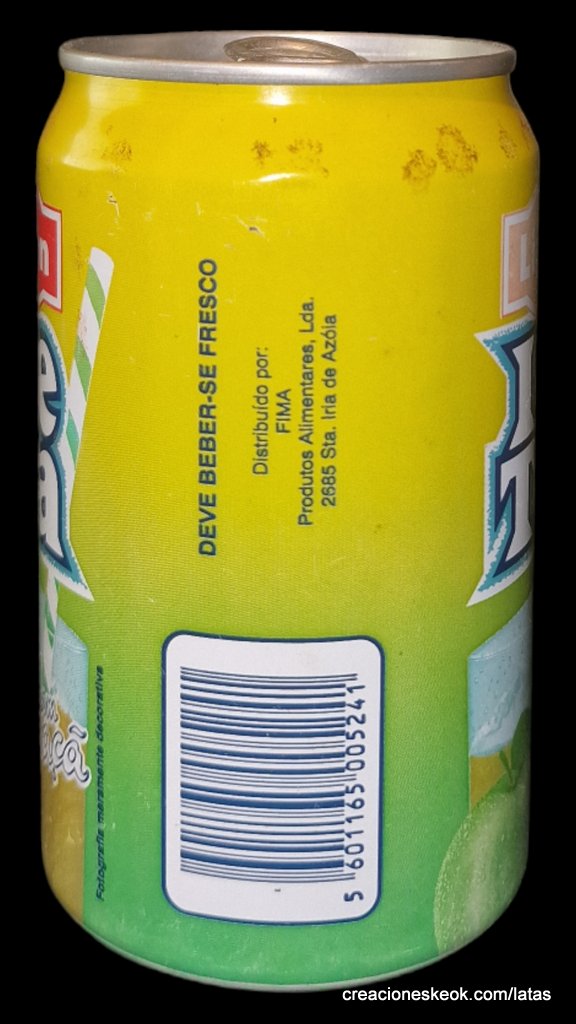 DEVE BEBER-SE FRESCO
Distribuído por:
FIMA
Produtos Alimentares, Lda.
2685 Sta. Iria de Azóia
Fotografia meramente decorativa
5 601165 005241
creacioneskeok.com/latas